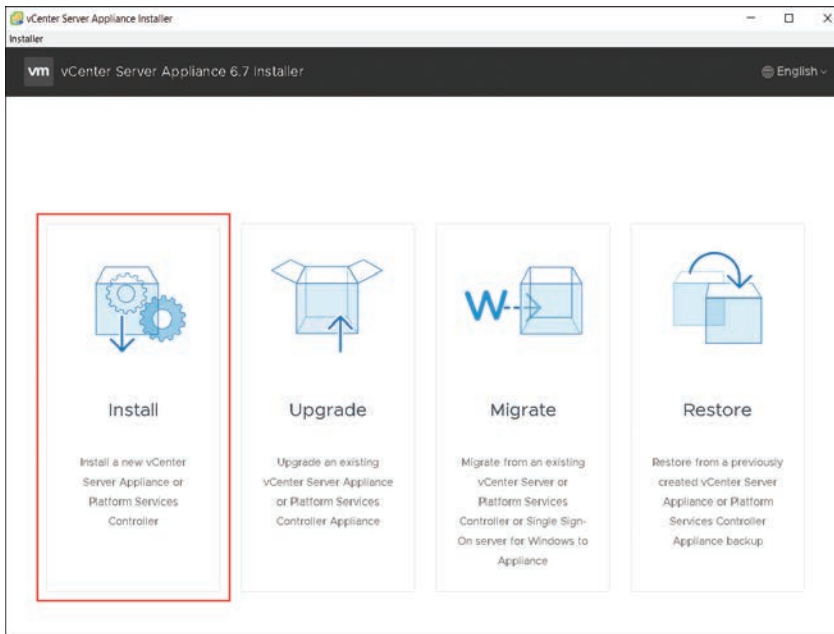 vCenter Server Appliance Installer
Installer
vm vCenter Server Appliance 6.7 Installer
English
Install
Install a new vCenter
Server Appliance or
Platform Services
Controller
Upgrade
Upgrade an existing
vCenter Server Appliance
or Platform Services
Controller Appliance
Migrate
Migrate from an existing
vCenter Server or
Platform Services
Controller or Single Sign-
On server for Windows to
Appliance
Restore
Restore from a previously
created vCenter Server
Appliance or Platform
Services Controller
Appliance backup